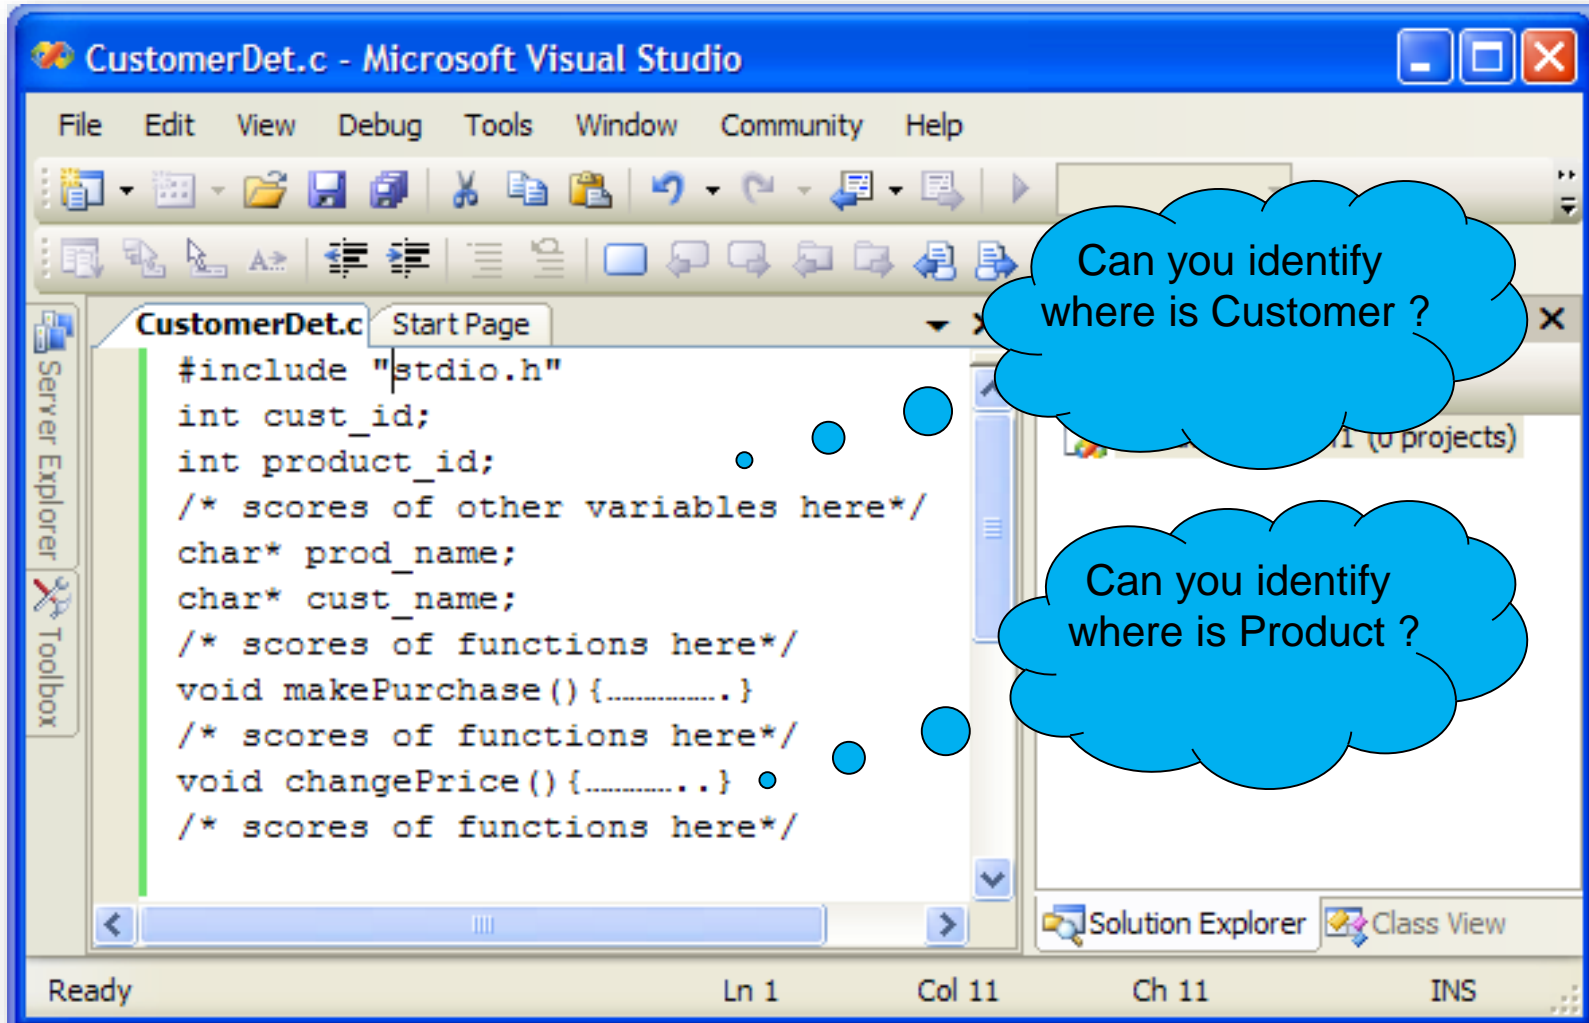 CustomerDet.c - Microsoft Visual Studio
File Edit View Debug Tools Window Community Help
Can you identify
where is Customer ?
CustomerDet.c Start Page
Server Explorer
Toolbox
#include "stdio.h"
int cust_id;
int product_id;
/* scores of other variables here*/
char* prod_name;
char* cust_name;
/* scores of functions here*/
void makePurchase(){…………….}
/* scores of functions here*/
void changePrice(){…………..}
/* scores of functions here*/
(0 projects)
Can you identify
where is Product ?
Solution Explorer Class View
Ready Ln 1 Col 11 Ch 11 INS